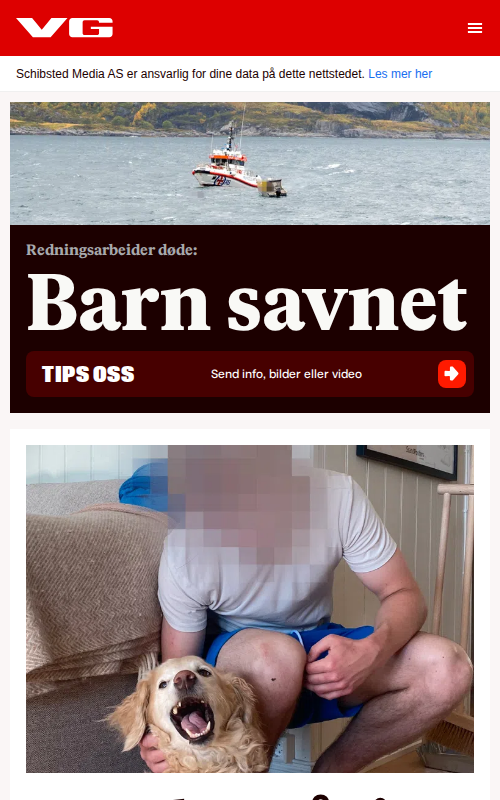 VG
Schibsted Media AS er ansvarlig for dine data på dette nettstedet. Les mer her
Redningsarbeider døde:
Barn savnet
TIPS OSS
Send info, bilder eller video